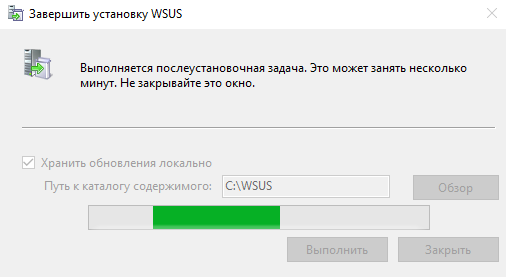 Завершить установку WSUS
Выполняется послеустановочная задача. Это может занять несколько
минут. Не закрывайте это окно.
Хранить обновления локально
Путь к каталогу содержимого: C:\WSUS Обзор
Выполнить Закрыть